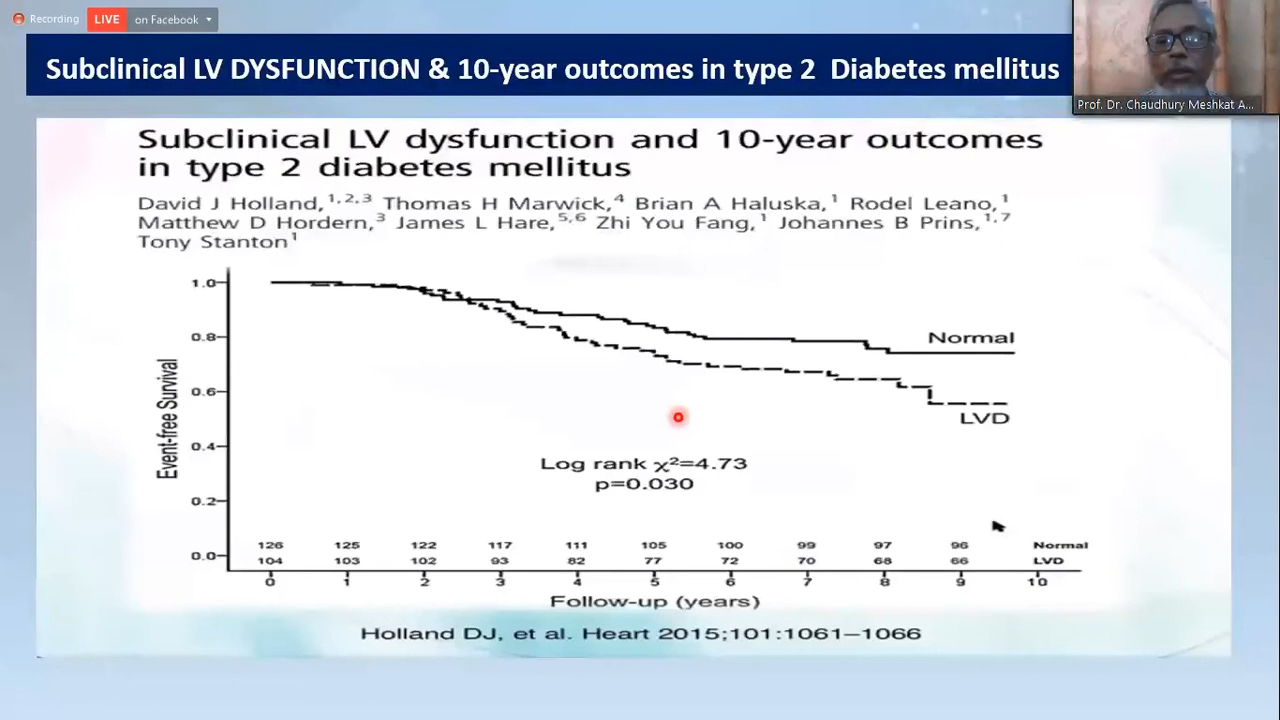 Recording
LIVE on Facebook
Subclinical LV DYSFUNCTION & 10-year outcomes in type 2 Diabetes mellitus
Prof. Dr. Chaudhury Meshkat A...
Subclinical LV dysfunction and 10-year outcomes
in type 2 diabetes mellitus
David J Holland,1,2,3 Thomas H Marwick,4 Brian A Haluska,1 Rodel Leano,1
Matthew D Hordern,3 James L Hare,5,6 Zhi You Fang,1 Johannes B Prins,1,7
Tony Stanton1
Event-free Survival
1.0
0.8
0.6
0.4
0.2
0.0
Normal
LVD
Log rank χ²=4.73
p=0.030
126 125 122 117 111 105 100 99 97 96 Normal
104 103 102 93 82 77 72 70 68 66 LVD
0 1 2 3 4 5 6 7 8 9 10
Follow-up (years)
Holland DJ, et al. Heart 2015;101:1061–1066